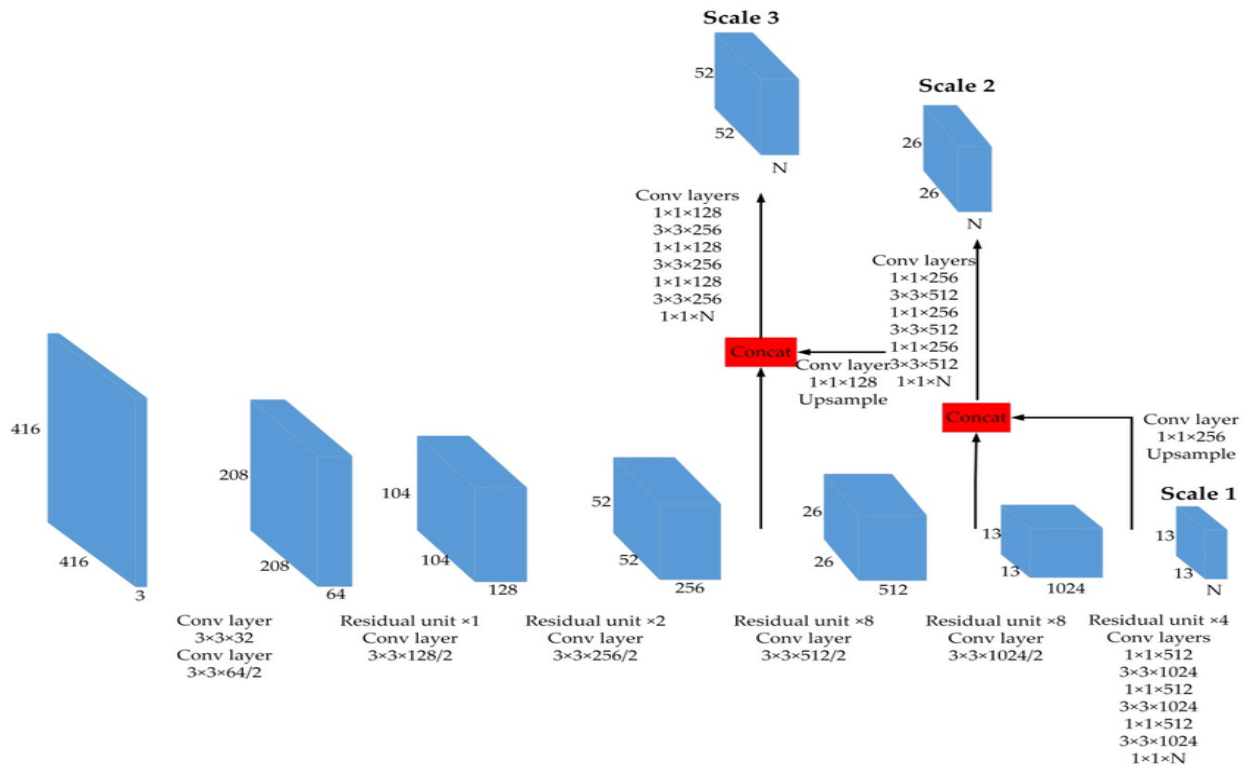 Scale 3
52
52
N
Scale 2
26
26
N
Conv layers
1×1×128
3×3×256
1×1×128
3×3×256
1×1×128
3×3×256
1×1×N
Conv layers
1×1×256
3×3×512
1×1×256
3×3×512
1×1×256
3×3×512
1×1×N
Concat
Conv layer
1×1×128
Upsample
Concat
Conv layer
1×1×256
Upsample
Scale 1
13
13
N
416
416
3
208
208
64
104
104
128
52
52
256
26
26
512
13
13
1024
Conv layer
3×3×32
Conv layer
3×3×64/2
Residual unit ×1
Conv layer
3×3×128/2
Residual unit ×2
Conv layer
3×3×256/2
Residual unit ×8
Conv layer
3×3×512/2
Residual unit ×8
Conv layer
3×3×1024/2
Residual unit ×4
Conv layers
1×1×512
3×3×1024
1×1×512
3×3×1024
1×1×512
3×3×1024
1×1×N